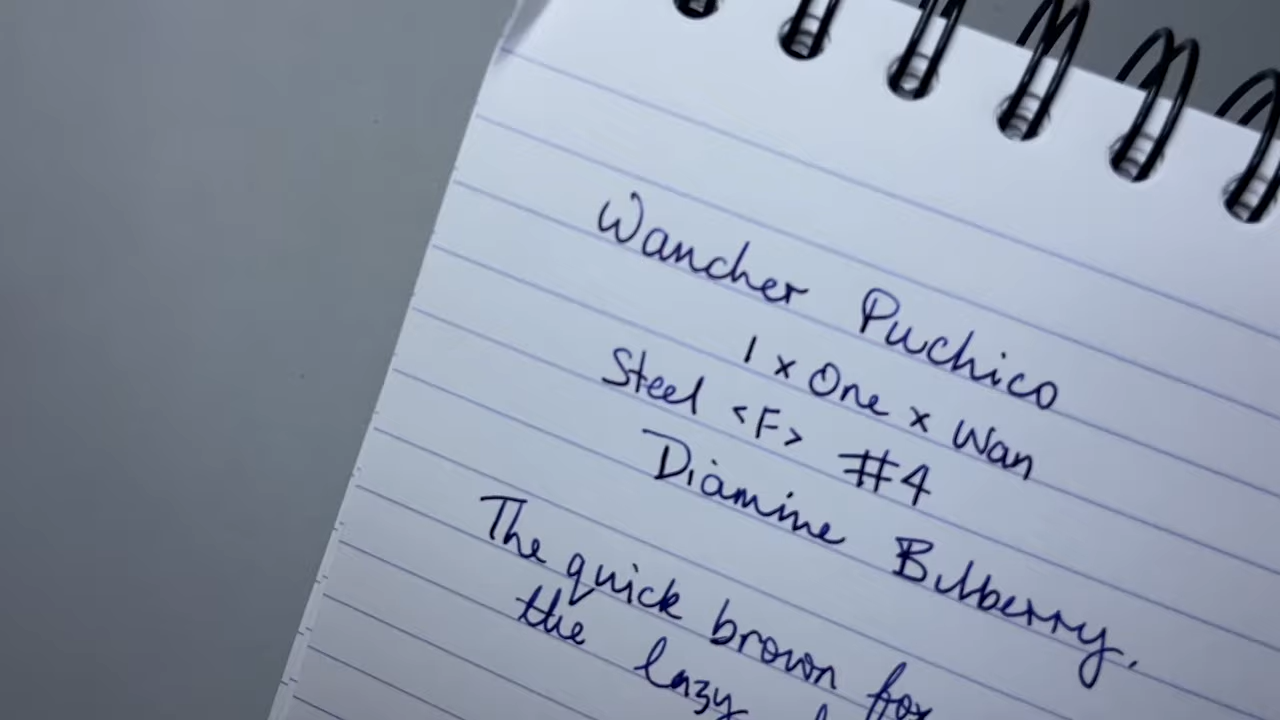 Wancher Puchico
1 x One x Wan
Steel <F> #4
Diamine Bilberry.
The quick brown fox
the lazy